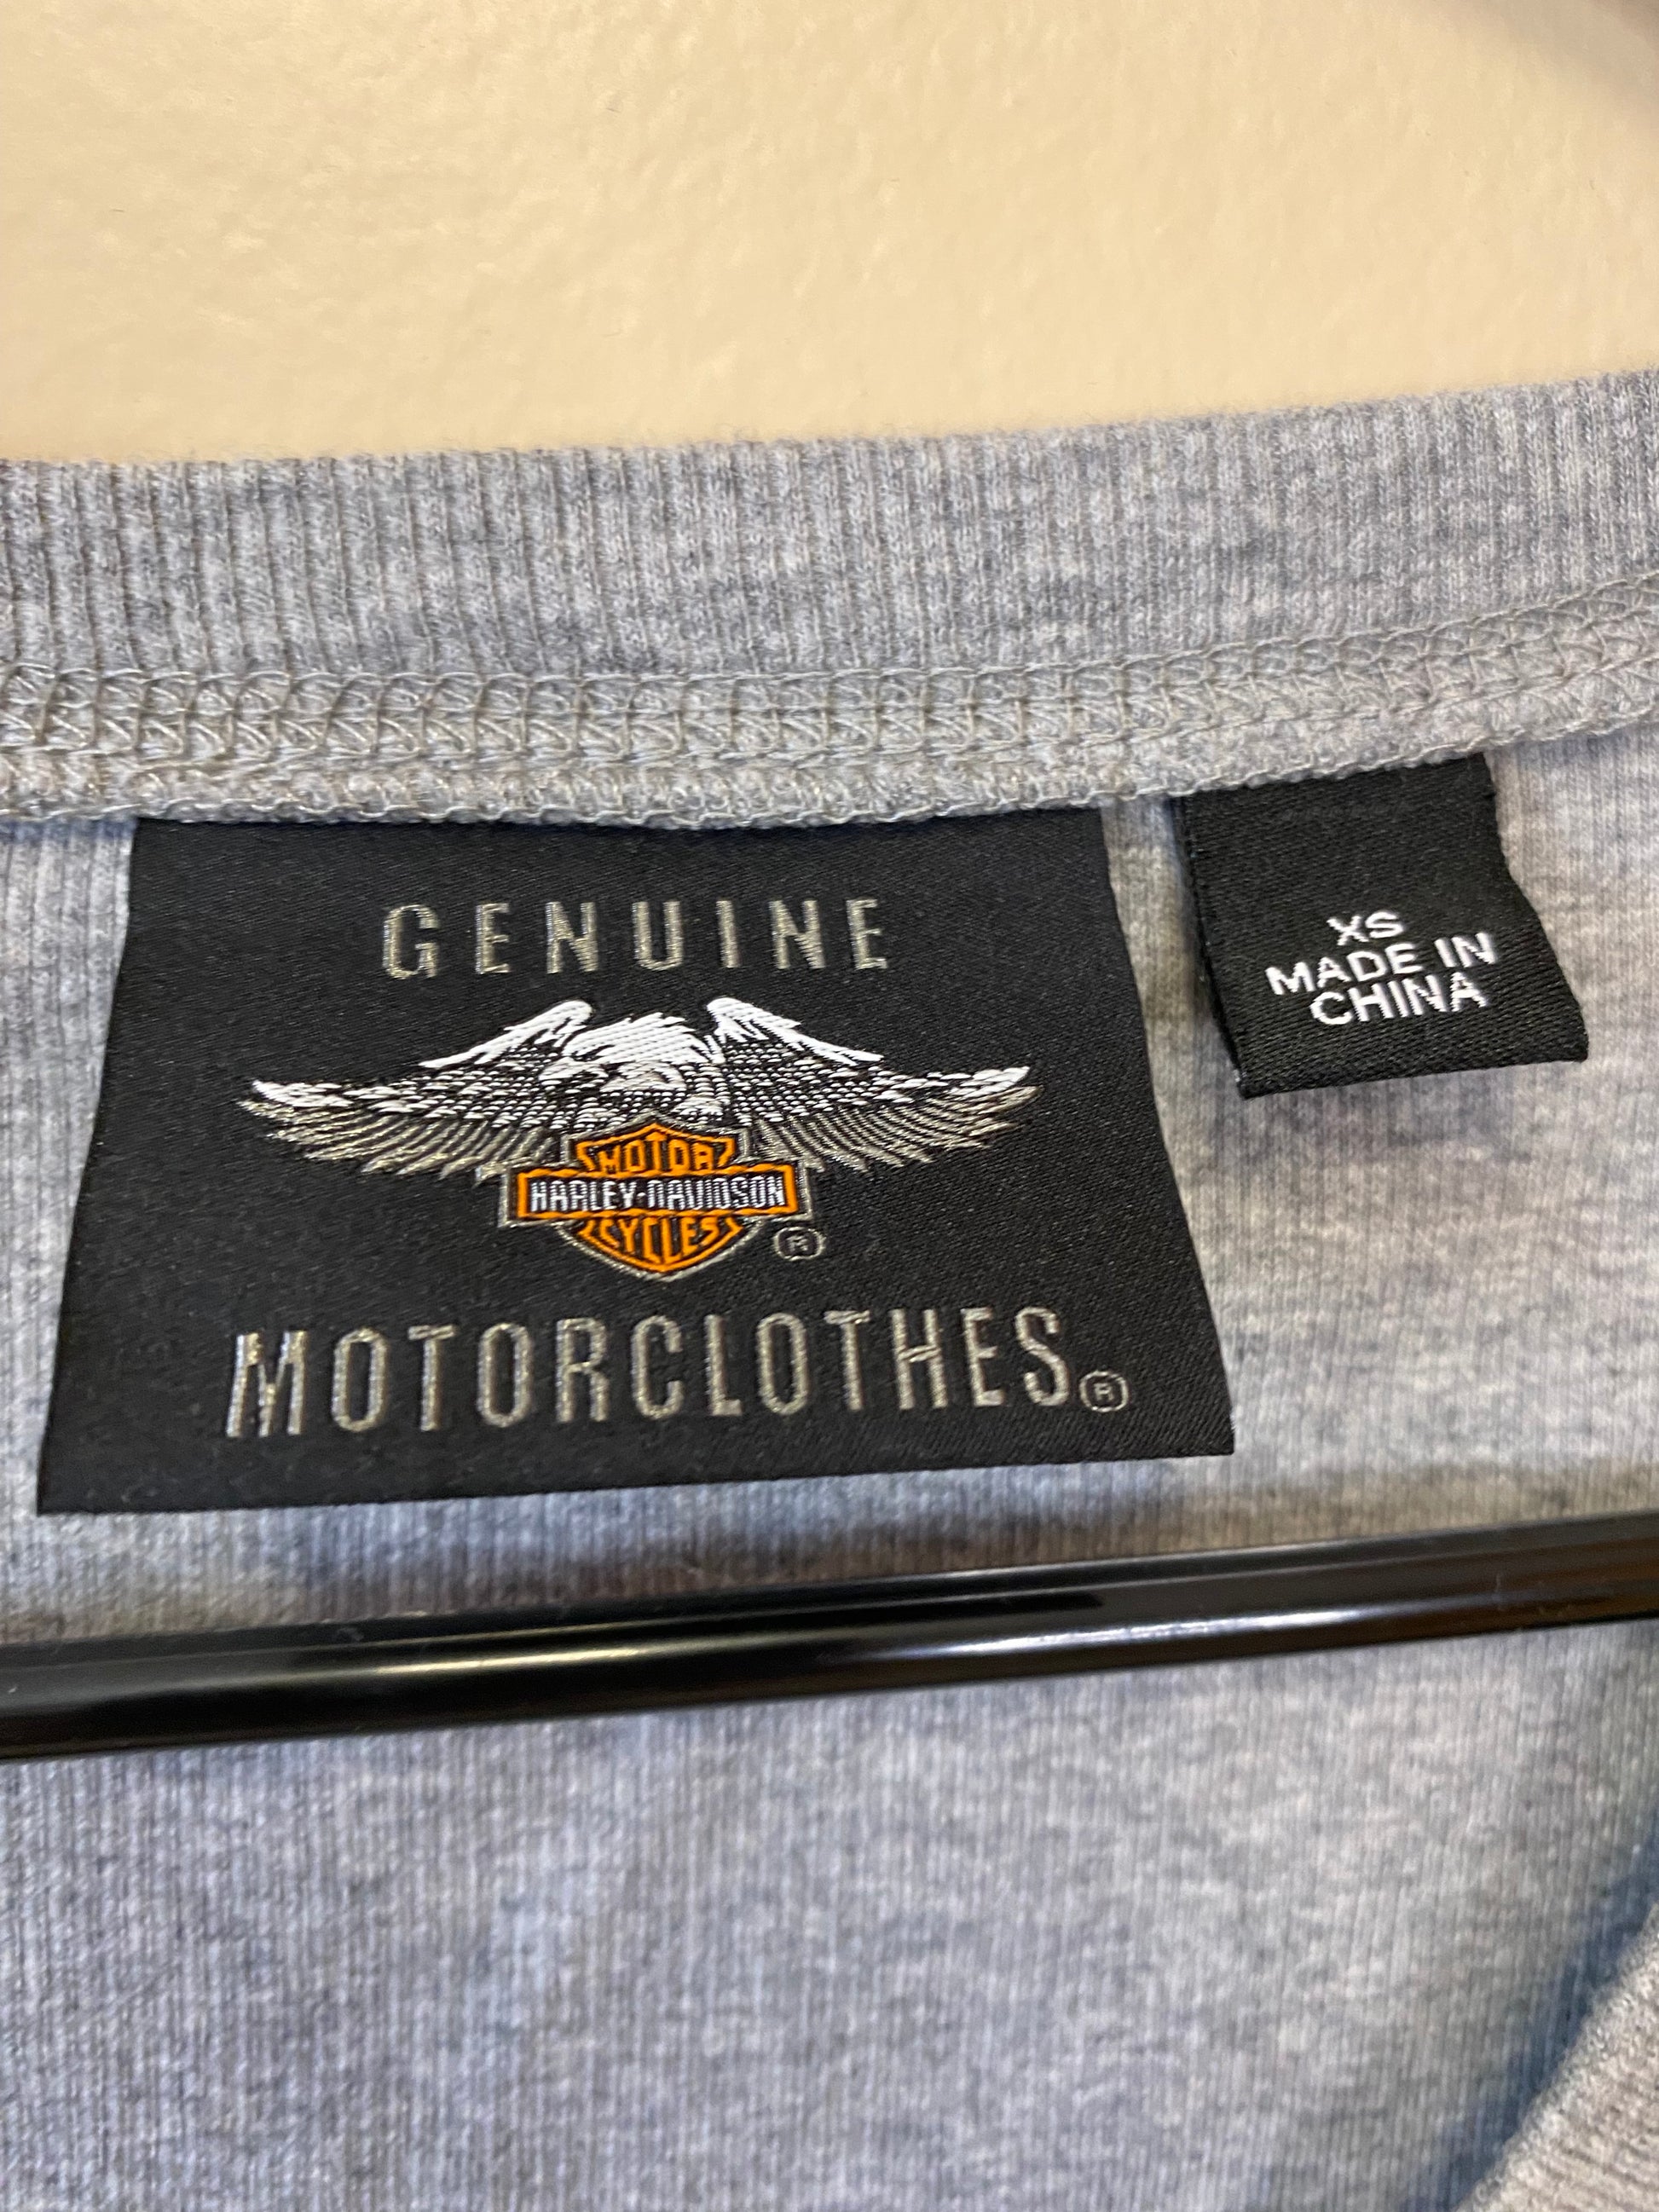 GENUINE
MOTOR
HARLEY-DAVIDSON
CYCLES
®
MOTORCLOTHES®
XS
MADE IN
CHINA